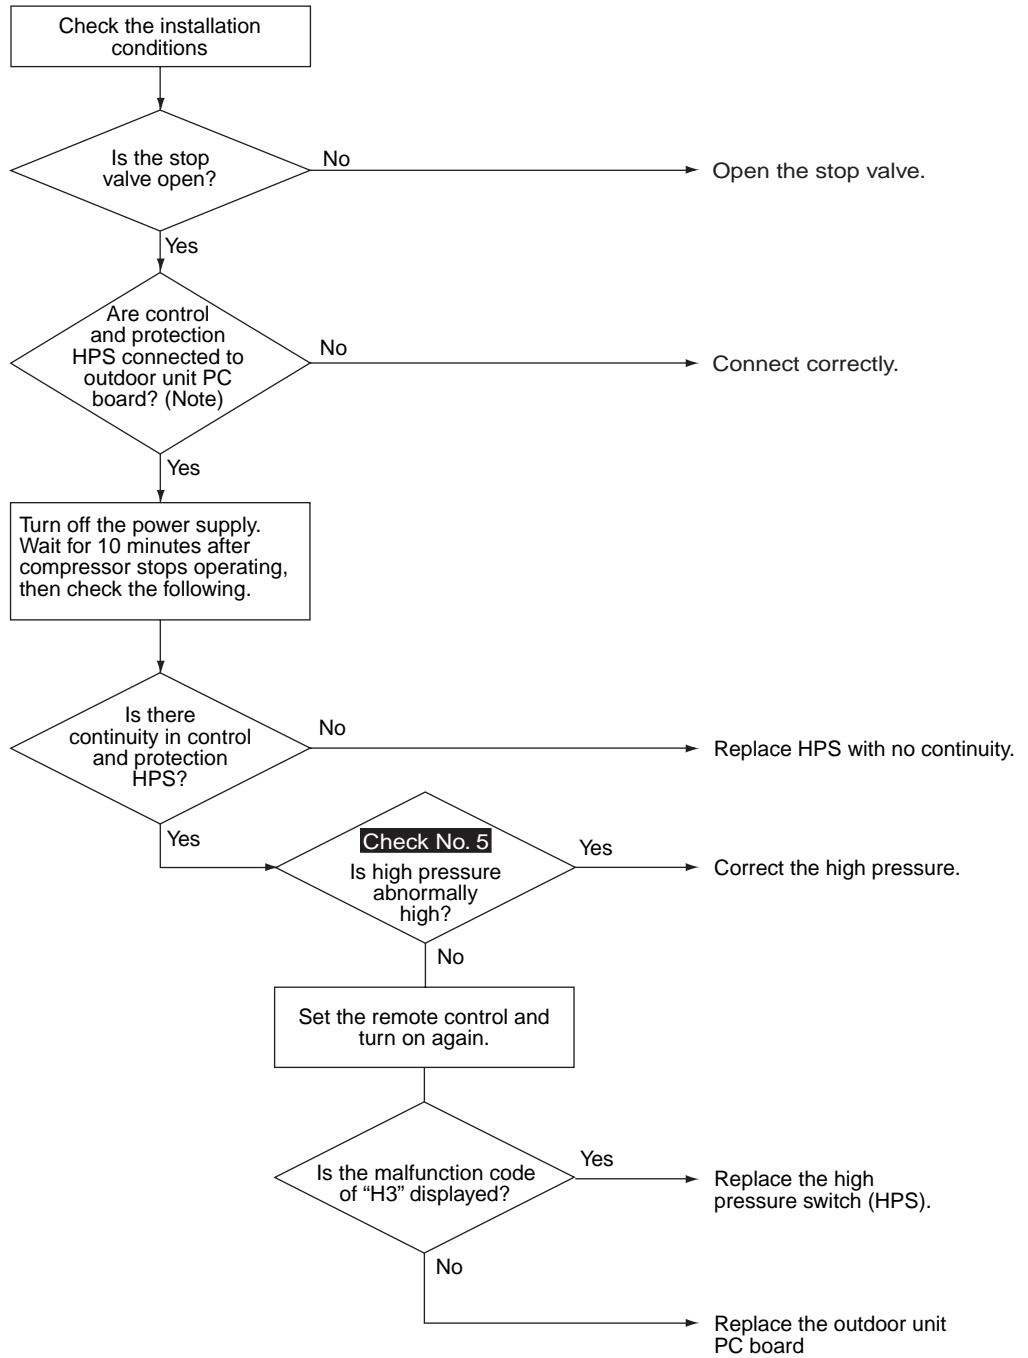 Check the installation
conditions
Is the stop
valve open?
No
Open the stop valve.
Yes
Are control
and protection
HPS connected to
outdoor unit PC
board? (Note)
No
Connect correctly.
Yes
Turn off the power supply.
Wait for 10 minutes after
compressor stops operating,
then check the following.
Is there
continuity in control
and protection
HPS?
No
Replace HPS with no continuity.
Yes
Check No. 5
Is high pressure
abnormally
high?
Yes
Correct the high pressure.
No
Set the remote control and
turn on again.
Is the malfunction code
of “H3” displayed?
Yes
Replace the high
pressure switch (HPS).
No
Replace the outdoor unit
PC board